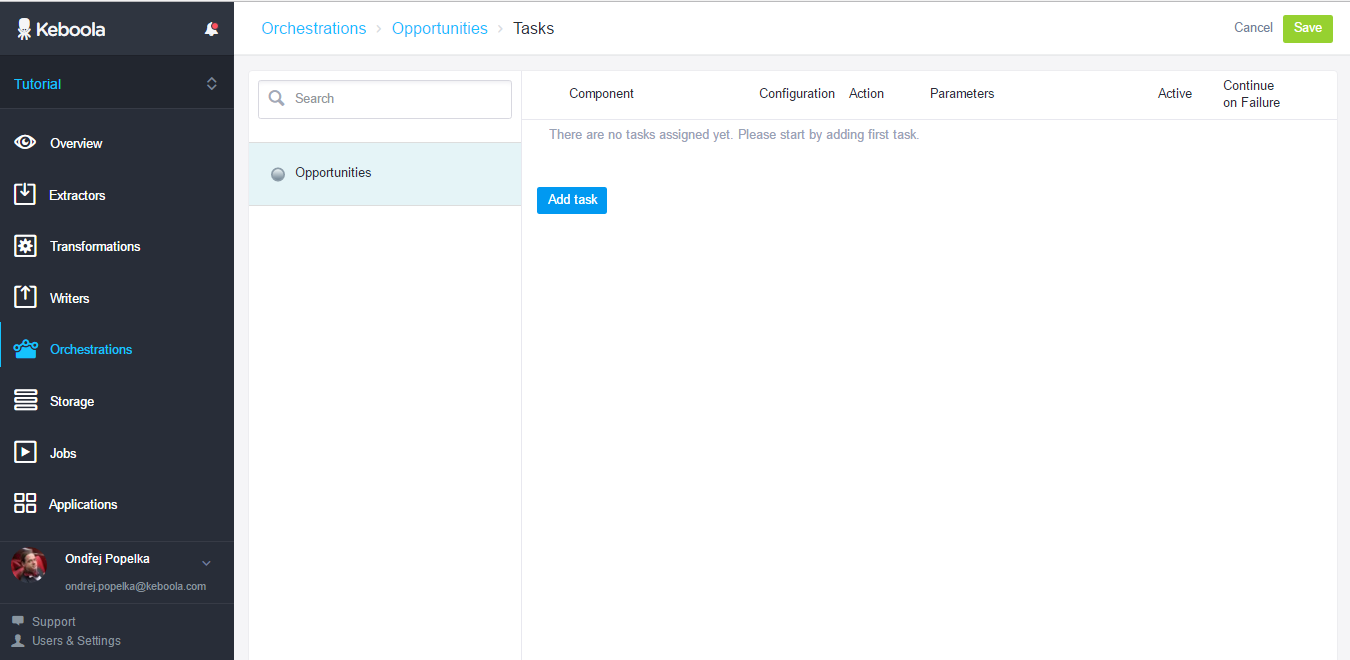 Keboola
Tutorial
Overview
Extractors
Transformations
Writers
Orchestrations
Storage
Jobs
Applications
Ondřej Popelka
ondrej.popelka@keboola.com
Support
Users & Settings
Orchestrations › Opportunities › Tasks
Cancel
Save
Search
Opportunities
Component Configuration Action Parameters Active Continue
on Failure
There are no tasks assigned yet. Please start by adding first task.
Add task